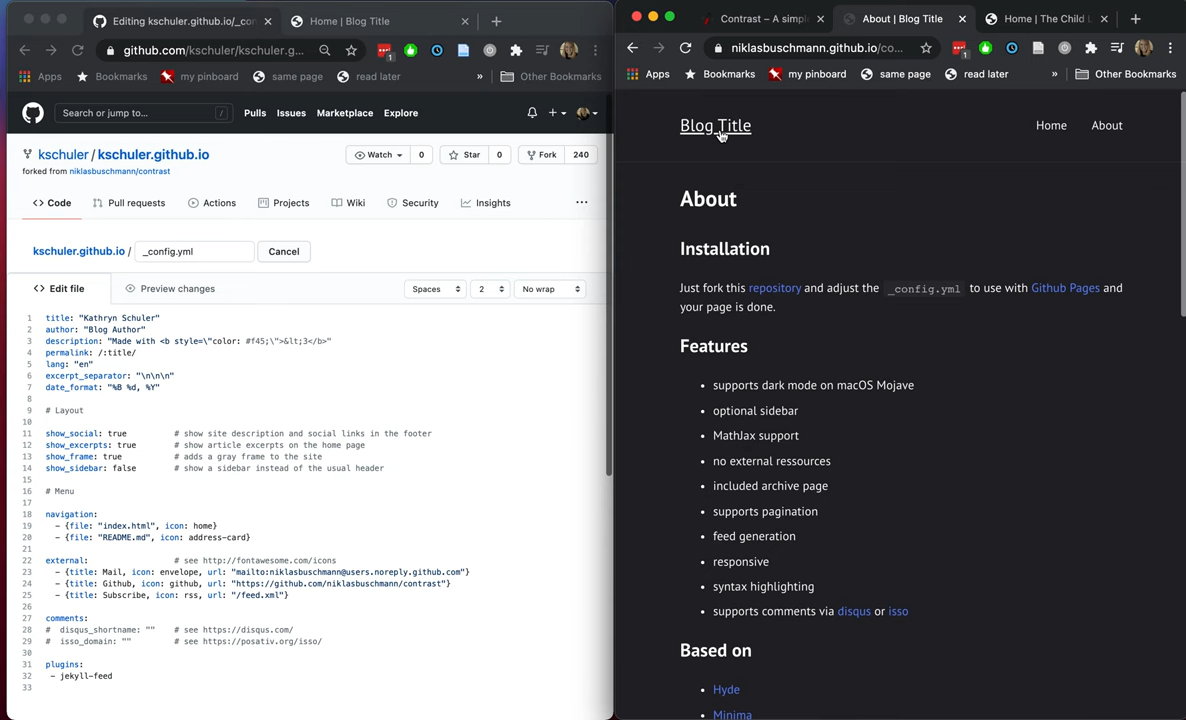 Editing kschuler.github.io/_co
Home | Blog Title
github.com/kschuler/kschuler.g...
Apps
Bookmarks
my pinboard
same page
read later
»
Other Bookmarks
Search or jump to...
/
Pulls
Issues
Marketplace
Explore
kschuler / kschuler.github.io
forked from niklasbuschmann/contrast
Watch
0
Star
0
Fork
240
<> Code
Pull requests
Actions
Projects
Wiki
Security
Insights
...
kschuler.github.io /
_config.yml
Cancel
<> Edit file
Preview changes
Spaces
2
No wrap
1 title: "Kathryn Schuler"
2 author: "Blog Author"
3 description: "Made with <b style=\"color: #f45;\">&lt;3</b>"
4 permalink: /:title/
5 lang: "en"
6 excerpt_separator: "\n\n\n"
7 date_format: "%B %d, %Y"
8
9 # Layout
10
11 show_social: true # show site description and social links in the footer
12 show_excerpts: true # show article excerpts on the home page
13 show_frame: true # adds a gray frame to the site
14 show_sidebar: false # show a sidebar instead of the usual header
15
16 # Menu
17
18 navigation:
19 - {file: "index.html", icon: home}
20 - {file: "README.md", icon: address-card}
21
22 external: # see http://fontawesome.com/icons
23 - {title: Mail, icon: envelope, url: "mailto:niklasbuschmann@users.noreply.github.com"}
24 - {title: Github, icon: github, url: "https://github.com/niklasbuschmann/contrast"}
25 - {title: Subscribe, icon: rss, url: "/feed.xml"}
26
27 comments:
28 # disqus_shortname: "" # see https://disqus.com/
29 # isso_domain: "" # see https://posativ.org/isso/
30
31 plugins:
32 - jekyll-feed
33
Contrast – A simpl
About | Blog Title
Home | The Child L
niklasbuschmann.github.io/co...
Apps
Bookmarks
my pinboard
same page
read later
»
Other Bookmarks
Blog Title
Home
About
About
Installation
Just fork this repository and adjust the _config.yml to use with Github Pages and
your page is done.
Features
• supports dark mode on macOS Mojave
• optional sidebar
• MathJax support
• no external ressources
• included archive page
• supports pagination
• feed generation
• responsive
• syntax highlighting
• supports comments via disqus or isso
Based on
• Hyde
• Minima